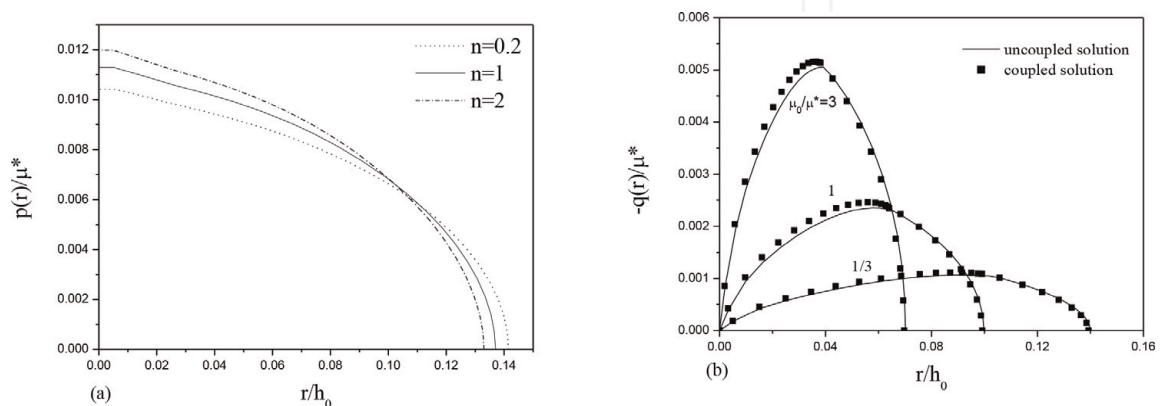 0.012
0.010
0.008
0.006
0.004
0.002
0.000
p(r)/μ*
n=0.2
n=1
n=2
0.00 0.02 0.04 0.06 0.08 0.10 0.12 0.14
(a)
r/h₀
0.006
0.005
0.004
0.003
0.002
0.001
0.000
-q(r)/μ*
uncoupled solution
coupled solution
μ₀/μ*=3
1
1/3
0.00 0.04 0.08 0.12 0.16
r/h₀
(b)